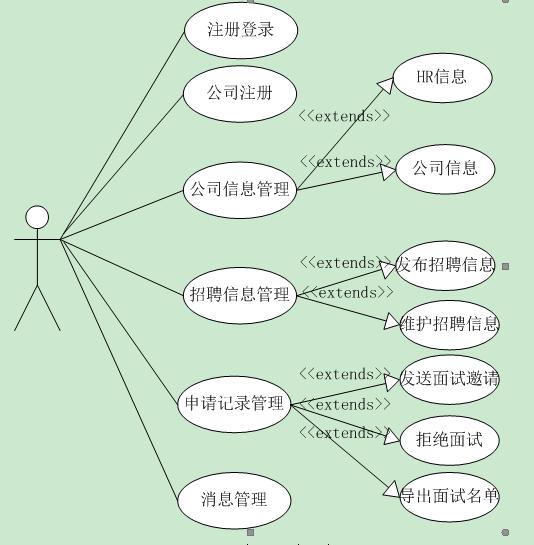 注册登录
公司注册
HR信息
<<extends>>
<<extends>>
公司信息
公司信息管理
<<extends>>
发布招聘信息
招聘信息管理
<<extends>>
维护招聘信息
<<extends>>
发送面试邀请
申请记录管理
<<extends>>
<<extends>>
拒绝面试
消息管理
导出面试名单